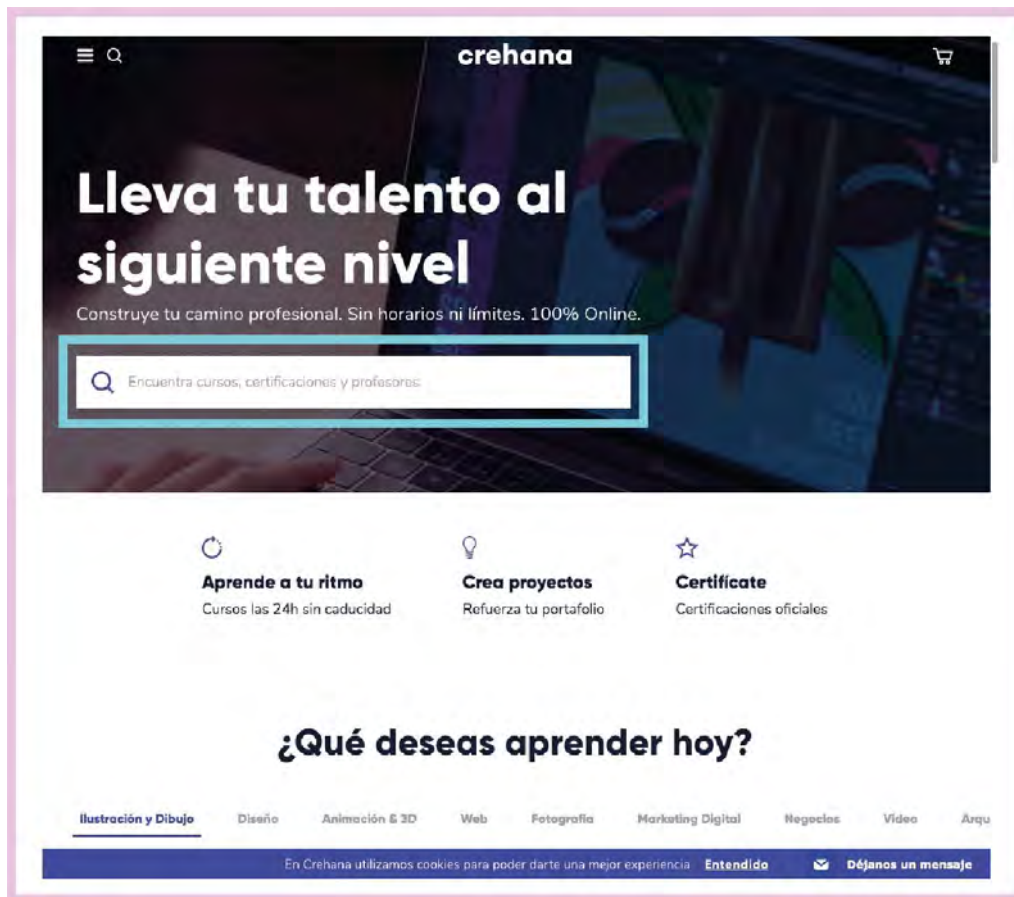 crehana
Lleva tu talento al
siguiente nivel
Construye tu camino profesional. Sin horarios ni límites. 100% Online.
Encuentra cursos, certificaciones y profesores.
Aprende a tu ritmo
Cursos las 24h sin caducidad
Crea proyectos
Refuerza tu portafolio
Certifícate
Certificaciones oficiales
¿Qué deseas aprender hoy?
Ilustración y Dibujo Diseño Animación & 3D Web Fotografía Marketing Digital Negocios Video Arqu
En Crehana utilizamos cookies para poder darte una mejor experiencia Entendido Déjanos un mensaje